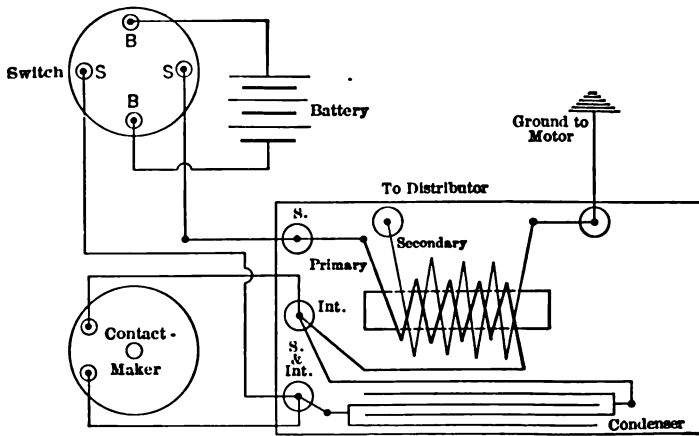 B
Switch
S
S
B
Battery
Ground to
Motor
To Distributor
S.
Secondary
Primary
Int.
Contact -
Maker
S.
&
Int.
Condenser